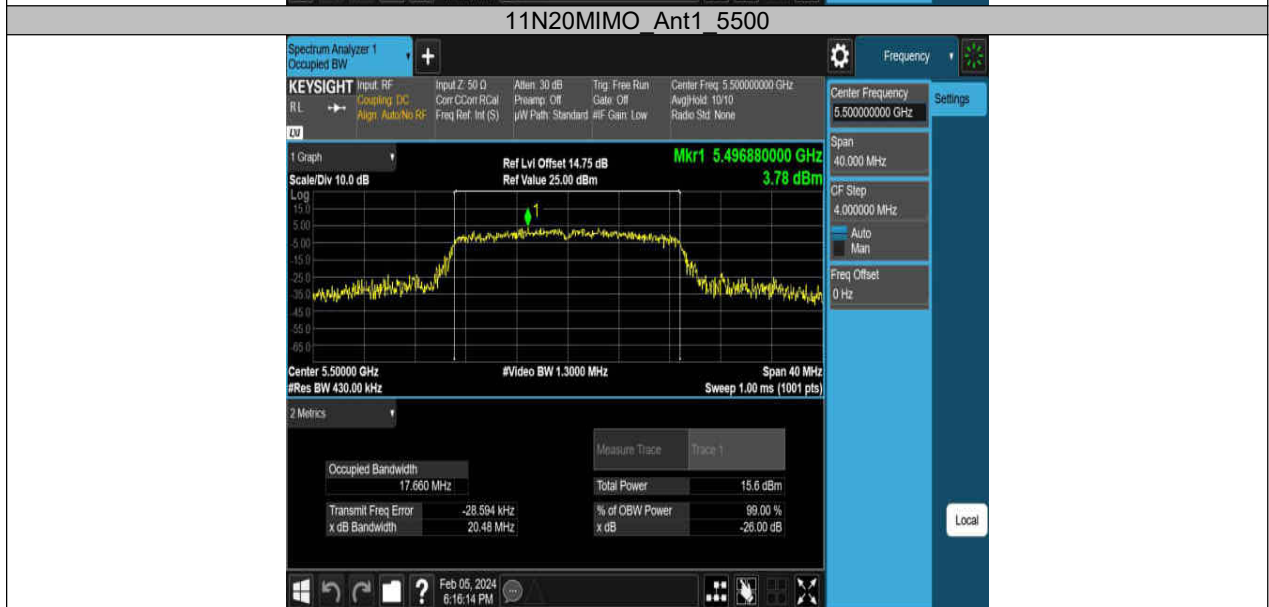 11N20MIMO_Ant1_5500
Spectrum Analyzer 1
Occupied BW
+
Frequency
KEYSIGHT Input: RF Input Z: 50 Ω Atten: 30 dB Trig: Free Run Center Freq: 5.500000000 GHz
RL Coupling: DC Corr CCorr RCal Preamp: Off Gate: Off Avg|Hold: 10/10
Align: Auto/No RF Freq Ref: Int (S) µW Path: Standard #IF Gain: Low Radio Std: None
LXI
Center Frequency
5.500000000 GHz
Settings
Span
40.000 MHz
CF Step
4.000000 MHz
Auto
Man
Freq Offset
0 Hz
1 Graph
Ref Lvl Offset 14.75 dB
Mkr1 5.496880000 GHz
Scale/Div 10.0 dB
Ref Value 25.00 dBm
3.78 dBm
Log
15.0
1
5.00
-5.00
-15.0
-25.0
-35.0
-45.0
-55.0
-65.0
Center 5.50000 GHz #Video BW 1.3000 MHz Span 40 MHz
#Res BW 430.00 kHz Sweep 1.00 ms (1001 pts)
2 Metrics
Measure Trace Trace 1
Occupied Bandwidth
17.660 MHz
Total Power 15.6 dBm
Transmit Freq Error -28.594 kHz % of OBW Power 99.00 %
x dB Bandwidth 20.48 MHz x dB -26.00 dB
Local
? Feb 05, 2024
6:16:14 PM